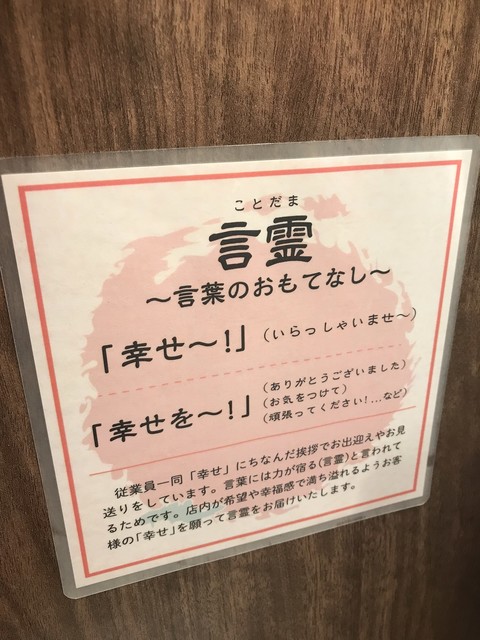 ことだま
言霊
～言葉のおもてなし～
「幸せ～!」（いらっしゃいませ～）
「幸せを～!」（ありがとうございました）
（お気をつけて）
（頑張ってください!...など）
従業員一同「幸せ」にちなんだ挨拶でお出迎えやお見
送りをしています。言葉には力が宿る(言霊)と言われて
るためです。店内が希望や幸福感で満ち溢れるようお客
様の「幸せ」を願って言霊をお届けいたします。